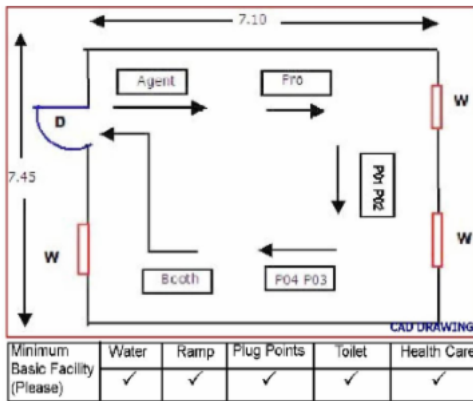 7.10
Agent
Pro
W
D
P01 P02
7.45
W
W
Booth
P04 P03
CAD DRAWING
Minimum Basic Facility (Please)
Water
Ramp
Plug Points
Toilet
Health Care
✓ ✓ ✓ ✓ ✓